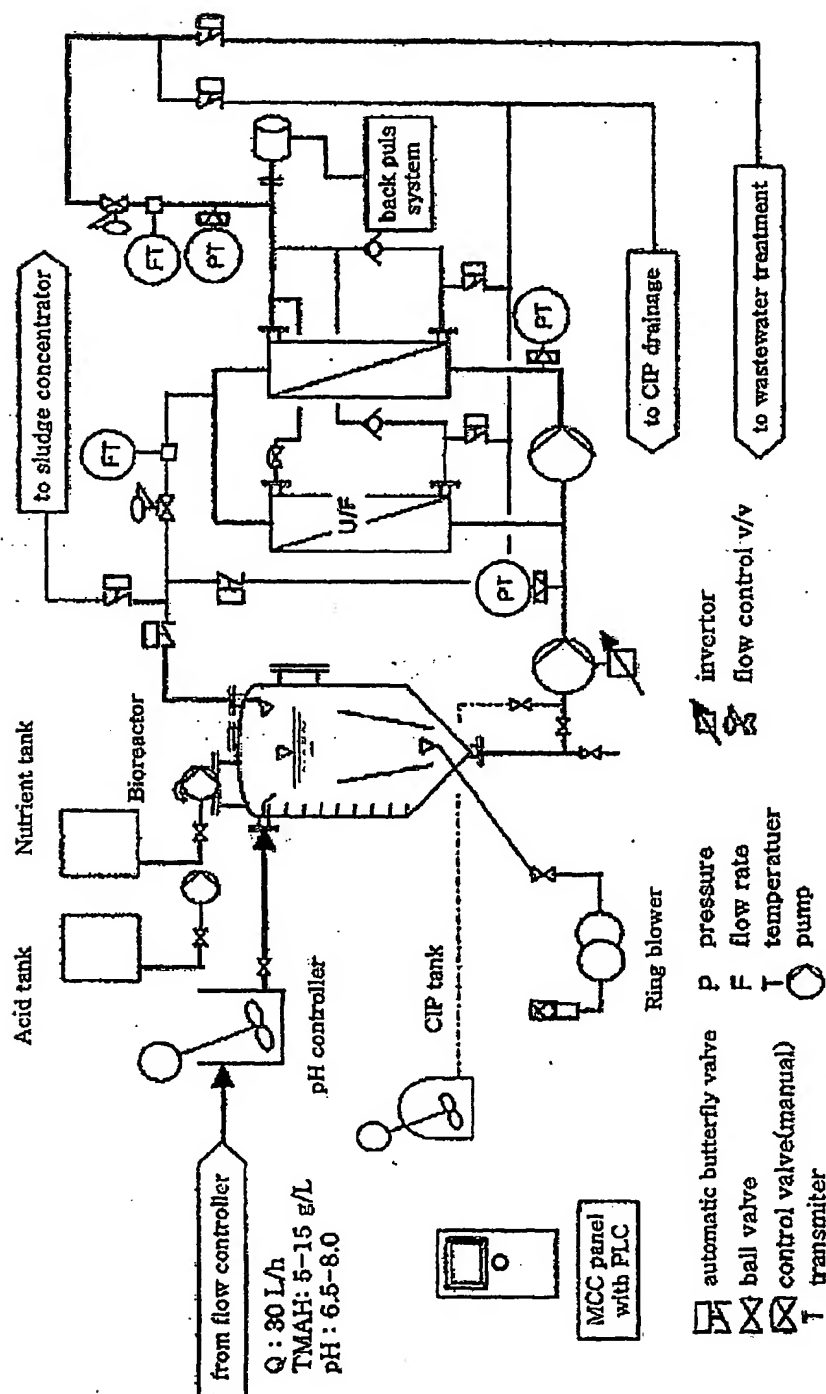 Acid tank
Nutrient tank
Bioreactor
to sludge concentrator
from flow controller
Q : 30 L/h
TMAH: 5-15 g/L
pH : 6.5-8.0
pH controller
CIP tank
Ring blower
MCC panel
with PLC
FT
U/F
PT
FT
PT
back puls
system
PT
to CIP drainage
to wastewater treatment
automatic butterfly valve
ball valve
control valve(manual)
T transmiter
P pressure
F flow rate
T temperatuer
pump
invertor
flow control v/v